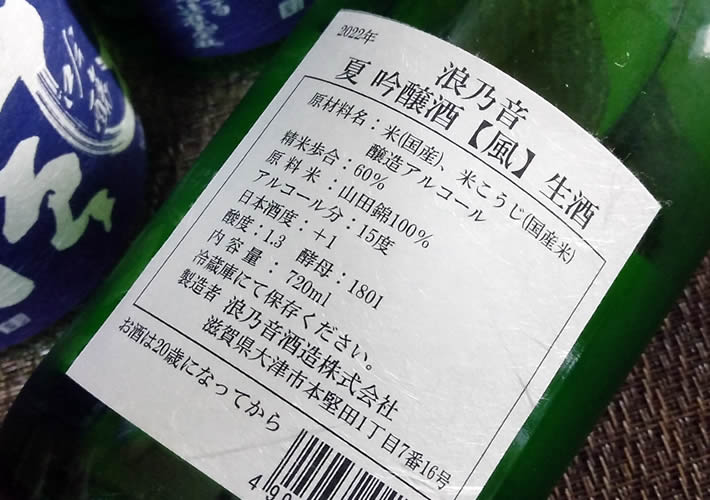 2022年
浪乃音
夏 吟醸酒【風】生酒
原材料名：米(国産)、米こうじ(国産米)
醸造アルコール
精米歩合：60%
原料米：山田錦100%
アルコール分：15度
日本酒度：+1
酸度：1.3 酵母：1801
内容量：720ml
冷蔵庫にて保存ください。
製造者 浪乃音酒造株式会社
滋賀県大津市本堅田1丁目7番16号
お酒は20歳になってから